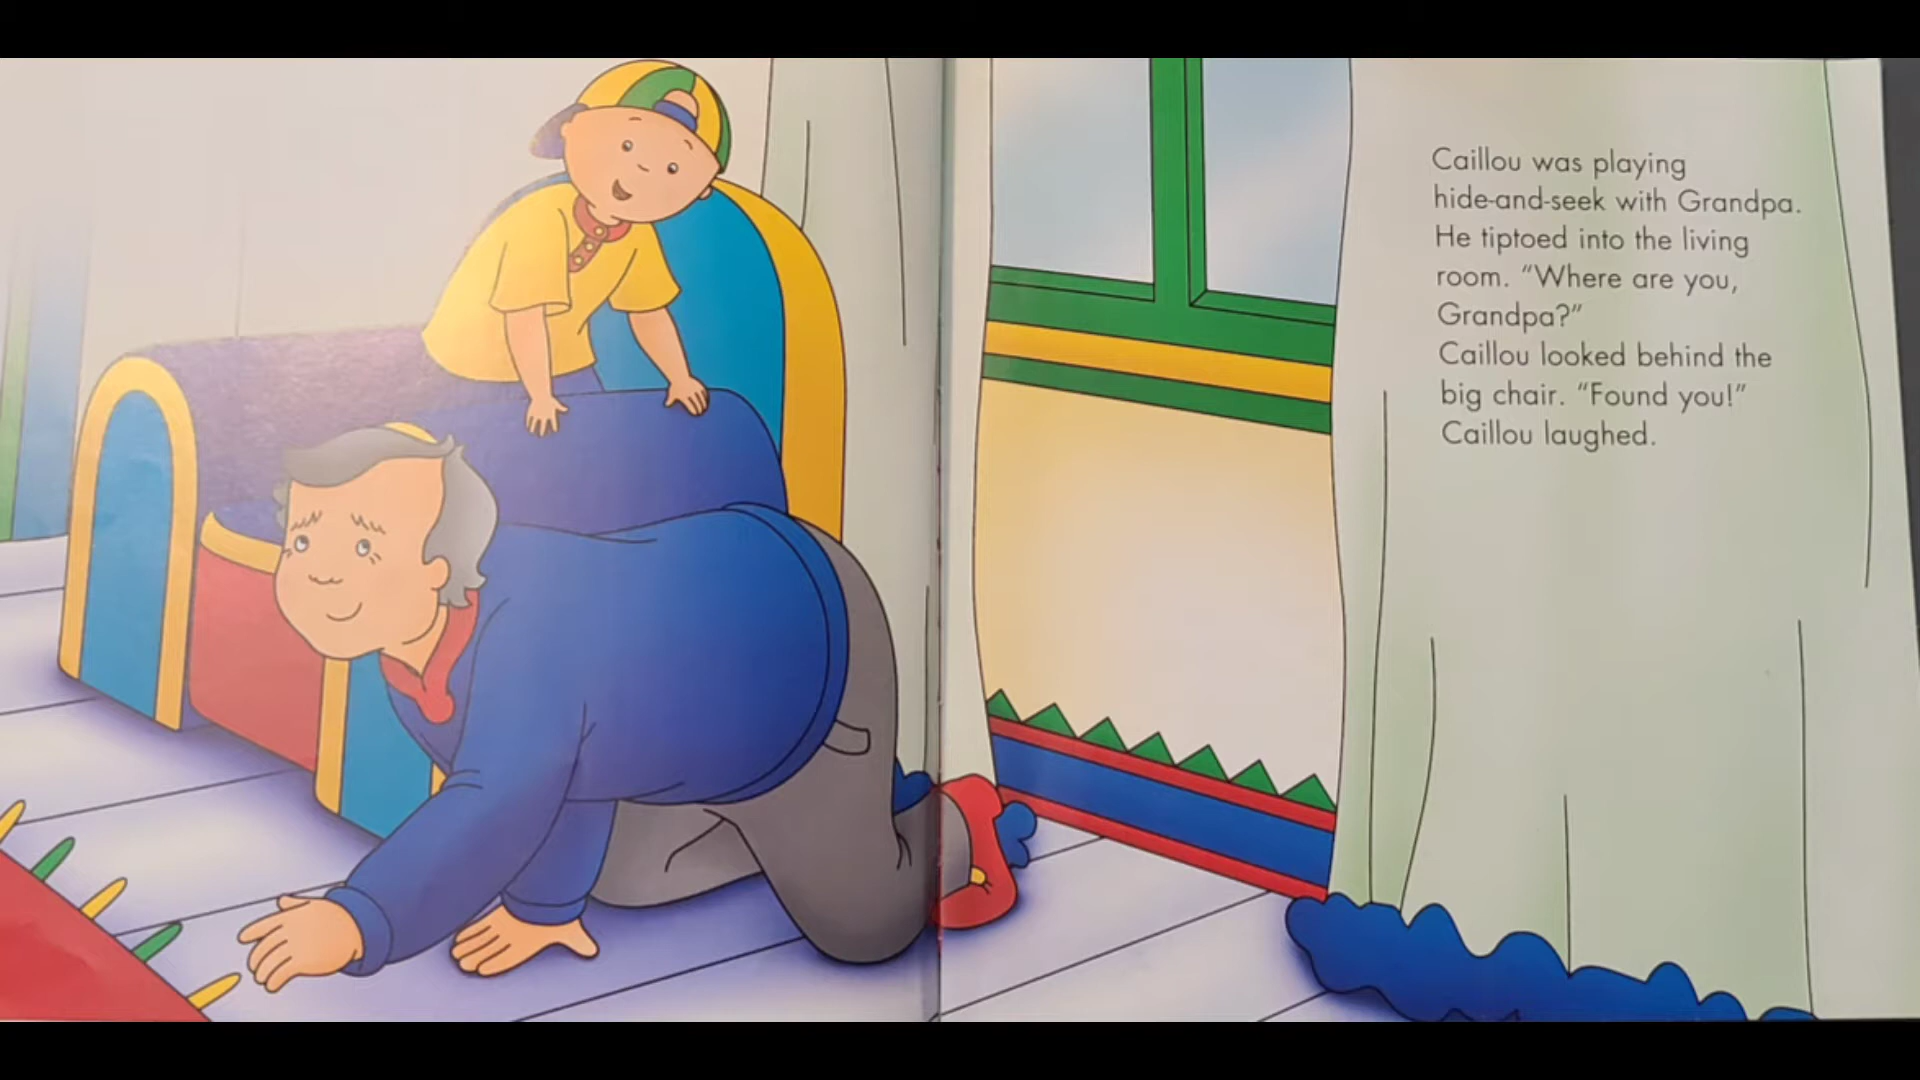 Caillou was playing
hide-and-seek with Grandpa.
He tiptoed into the living
room. “Where are you,
Grandpa?”
Caillou looked behind the
big chair. “Found you!”
Caillou laughed.